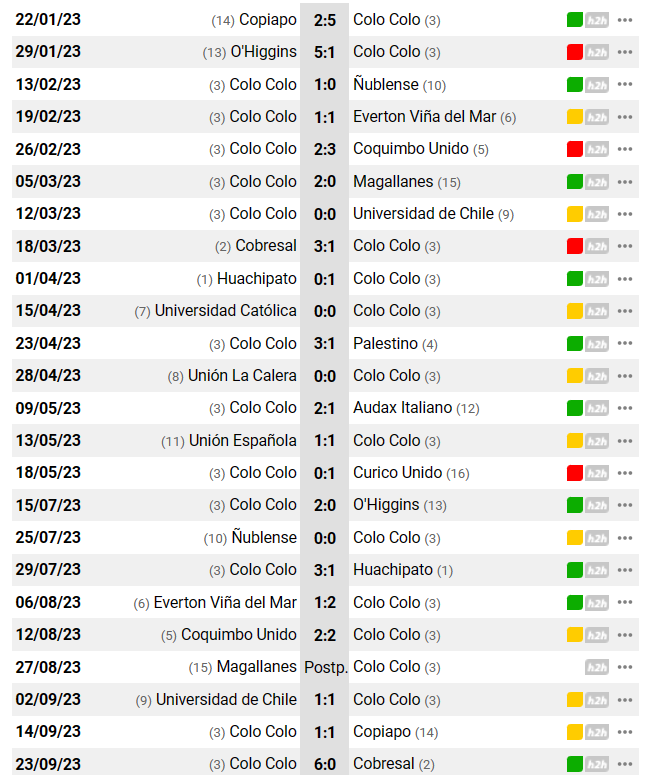 22/01/23 (14) Copiapo 2:5 Colo Colo (3) h2h
29/01/23 (13) O'Higgins 5:1 Colo Colo (3) h2h
13/02/23 (3) Colo Colo 1:0 Ñublense (10) h2h
19/02/23 (3) Colo Colo 1:1 Everton Viña del Mar (6) h2h
26/02/23 (3) Colo Colo 2:3 Coquimbo Unido (5) h2h
05/03/23 (3) Colo Colo 2:0 Magallanes (15) h2h
12/03/23 (3) Colo Colo 0:0 Universidad de Chile (9) h2h
18/03/23 (2) Cobresal 3:1 Colo Colo (3) h2h
01/04/23 (1) Huachipato 0:1 Colo Colo (3) h2h
15/04/23 (7) Universidad Católica 0:0 Colo Colo (3) h2h
23/04/23 (3) Colo Colo 3:1 Palestino (4) h2h
28/04/23 (8) Unión La Calera 0:0 Colo Colo (3) h2h
09/05/23 (3) Colo Colo 2:1 Audax Italiano (12) h2h
13/05/23 (11) Unión Española 1:1 Colo Colo (3) h2h
18/05/23 (3) Colo Colo 0:1 Curico Unido (16) h2h
15/07/23 (3) Colo Colo 2:0 O'Higgins (13) h2h
25/07/23 (10) Ñublense 0:0 Colo Colo (3) h2h
29/07/23 (3) Colo Colo 3:1 Huachipato (1) h2h
06/08/23 (6) Everton Viña del Mar 1:2 Colo Colo (3) h2h
12/08/23 (5) Coquimbo Unido 2:2 Colo Colo (3) h2h
27/08/23 (15) Magallanes Postp. Colo Colo (3) h2h
02/09/23 (9) Universidad de Chile 1:1 Colo Colo (3) h2h
14/09/23 (3) Colo Colo 1:1 Copiapo (14) h2h
23/09/23 (3) Colo Colo 6:0 Cobresal (2) h2h